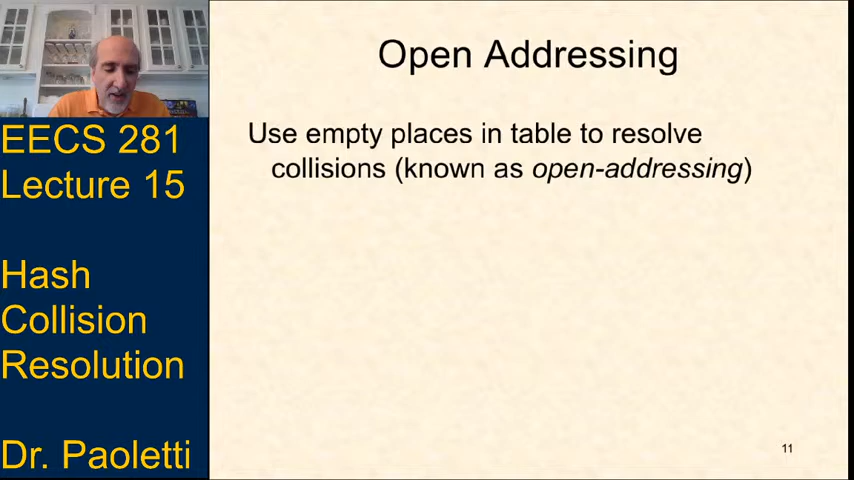 EECS 281
Lecture 15
Hash
Collision
Resolution
Dr. Paoletti
Open Addressing
Use empty places in table to resolve
collisions (known as open-addressing)
11